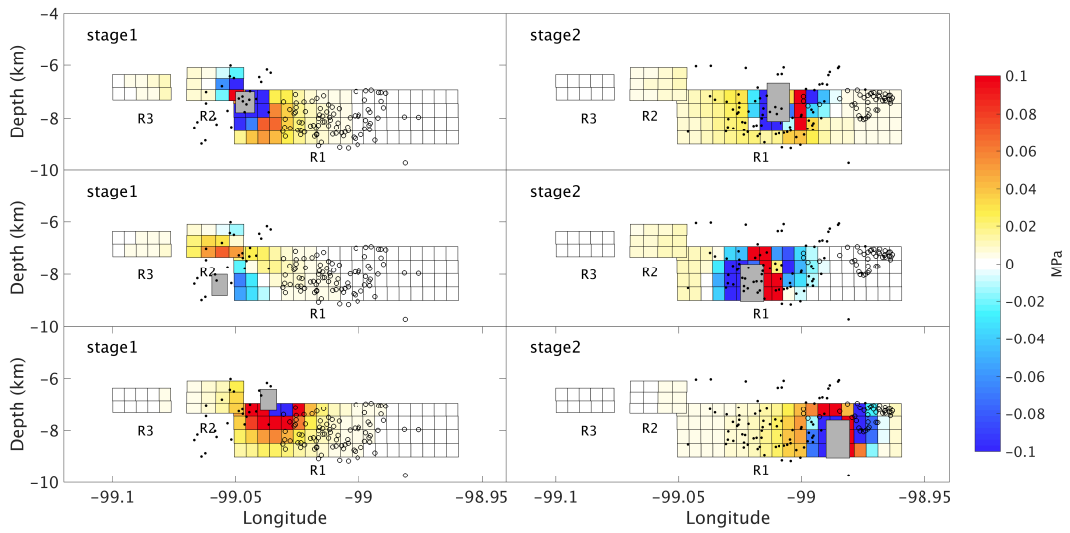 −4
stage1
stage2
0.1
−6
0.08
Depth (km)
R3
R2
−8
R1
R3
R2
R1
0.06
−10
0.04
stage1
stage2
−6
0.02
Depth (km)
R3
R2
R3
R2
0
MPa
−8
−0.02
R1
R1
−10
−0.04
stage1
stage2
−6
−0.06
Depth (km)
R3
R2
R3
R2
−8
−0.08
R1
R1
−0.1
−10
−99.1 −99.05 −99 −98.95
−99.1 −99.05 −99 −98.95
Longitude
Longitude